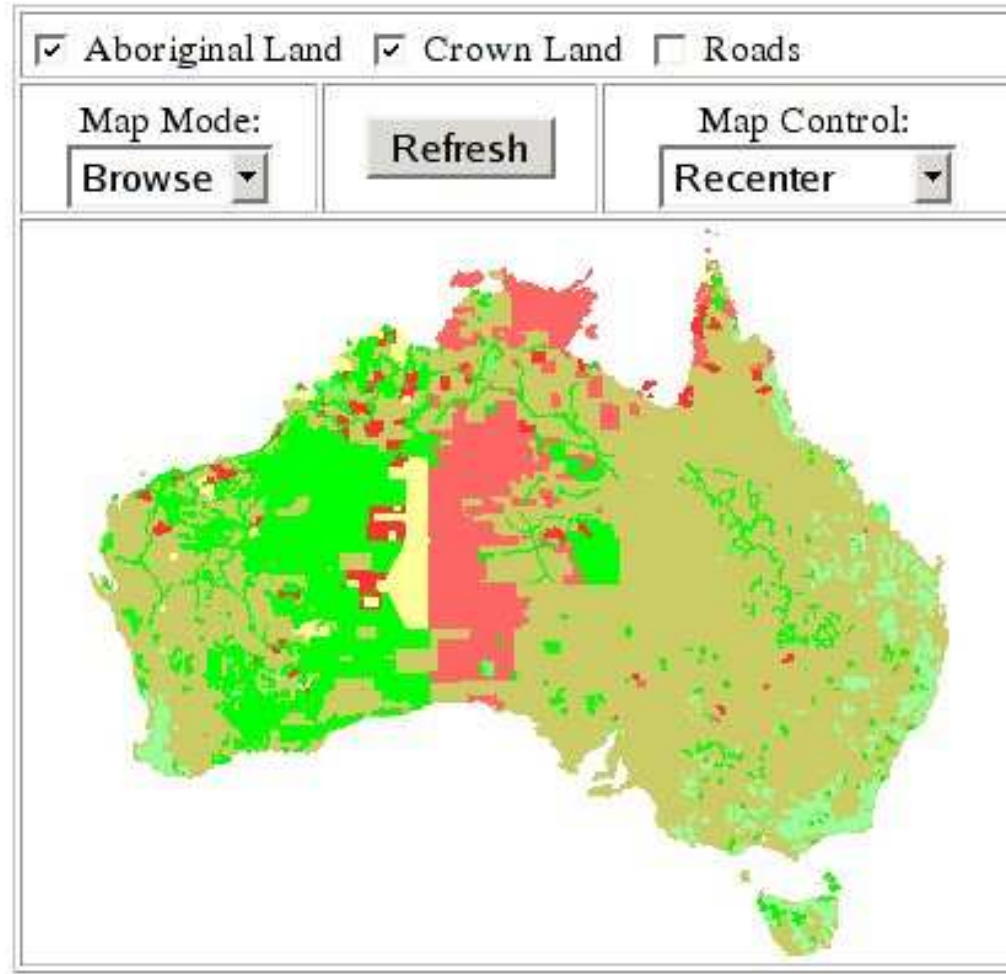 Aboriginal Land Crown Land Roads
Map Mode:
Browse
Refresh
Map Control:
Recenter